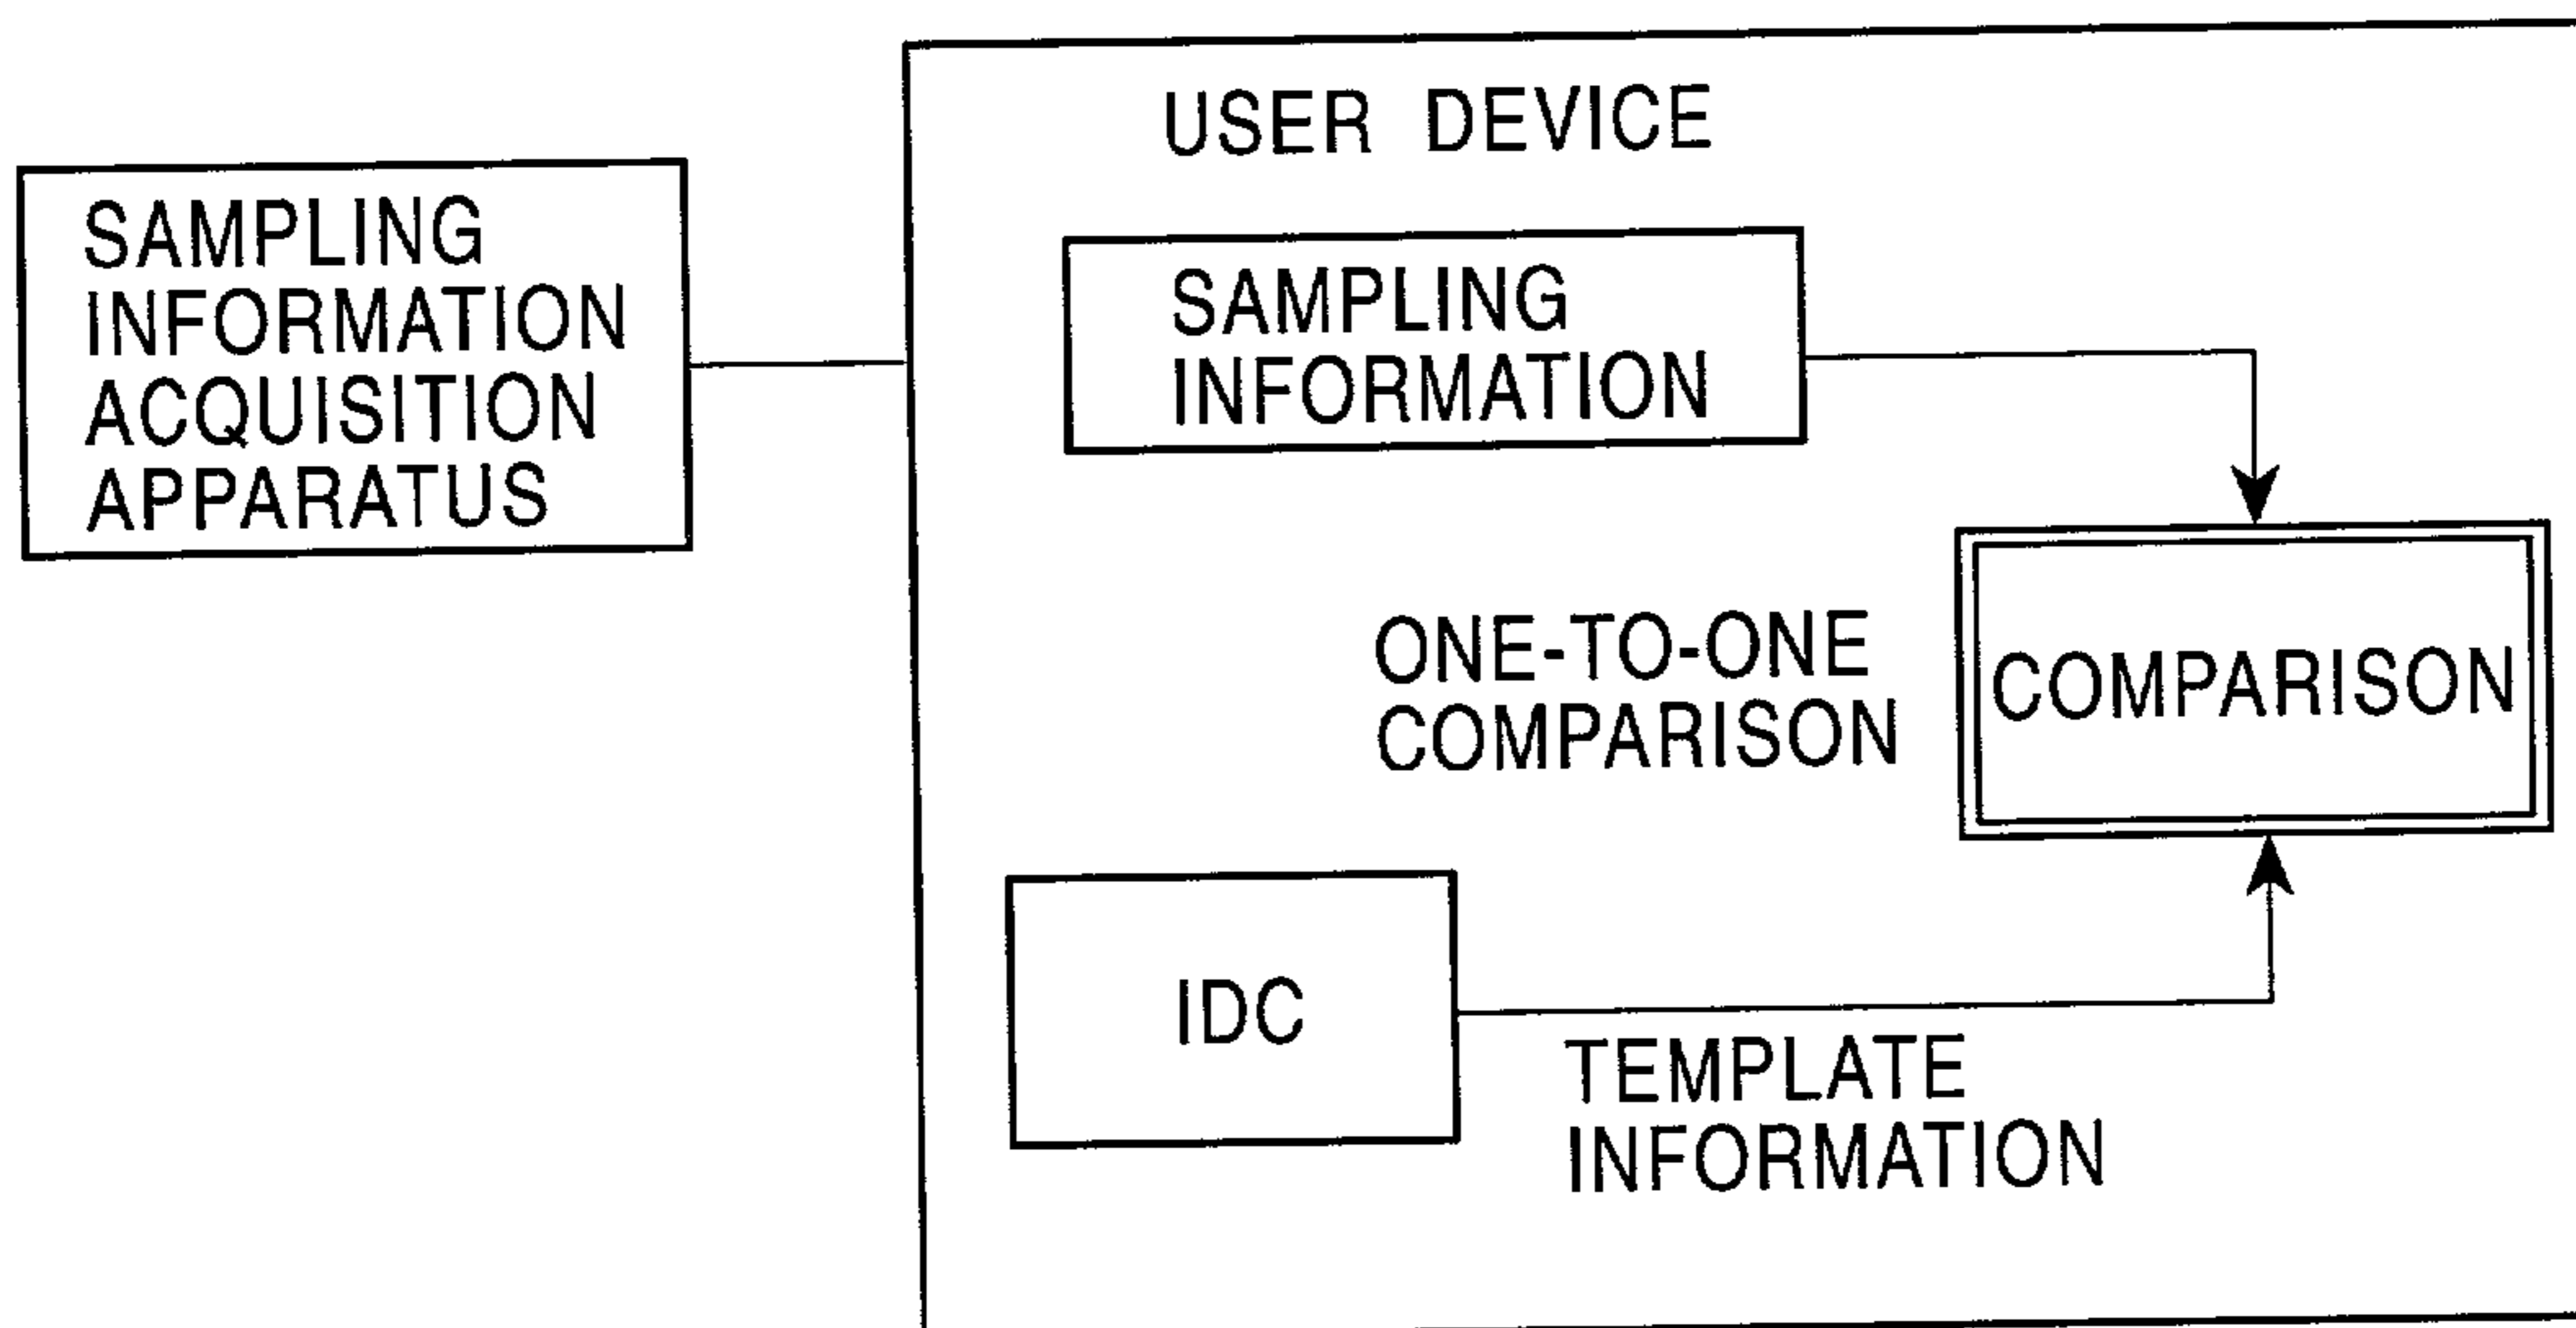 USER DEVICE
SAMPLING
INFORMATION
ACQUISITION
APPARATUS
SAMPLING
INFORMATION
ONE-TO-ONE
COMPARISON
COMPARISON
IDC
TEMPLATE
INFORMATION